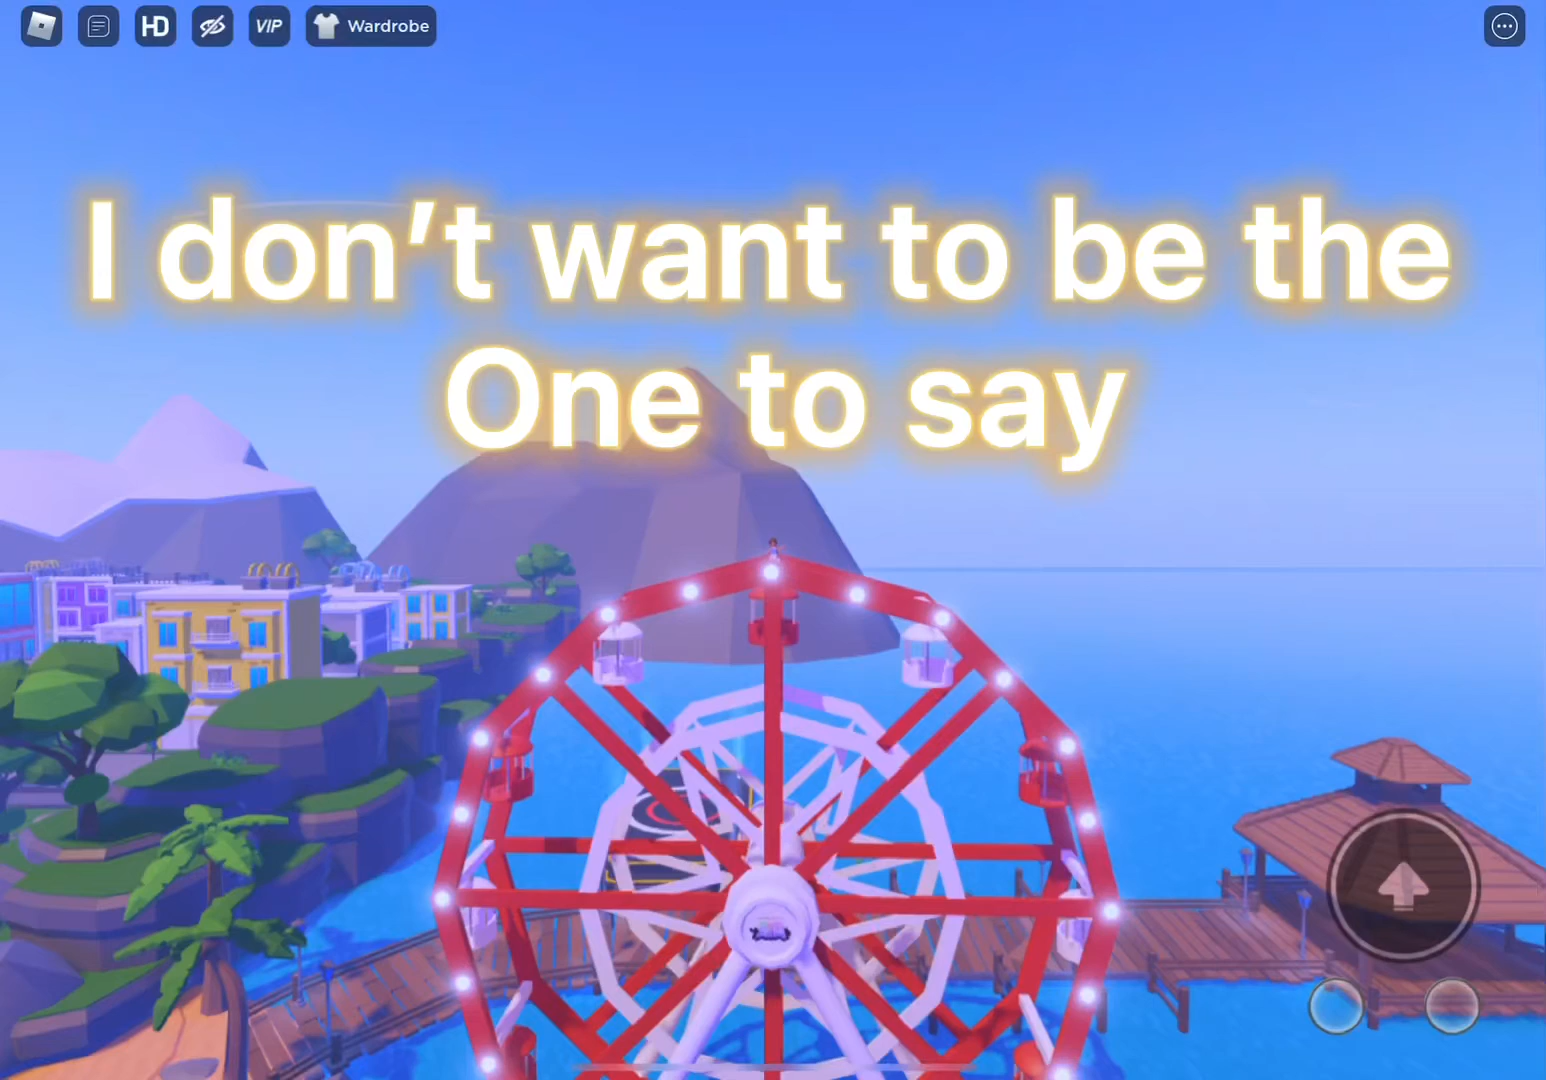 HD
VIP
Wardrobe
I don’t want to be the
One to say